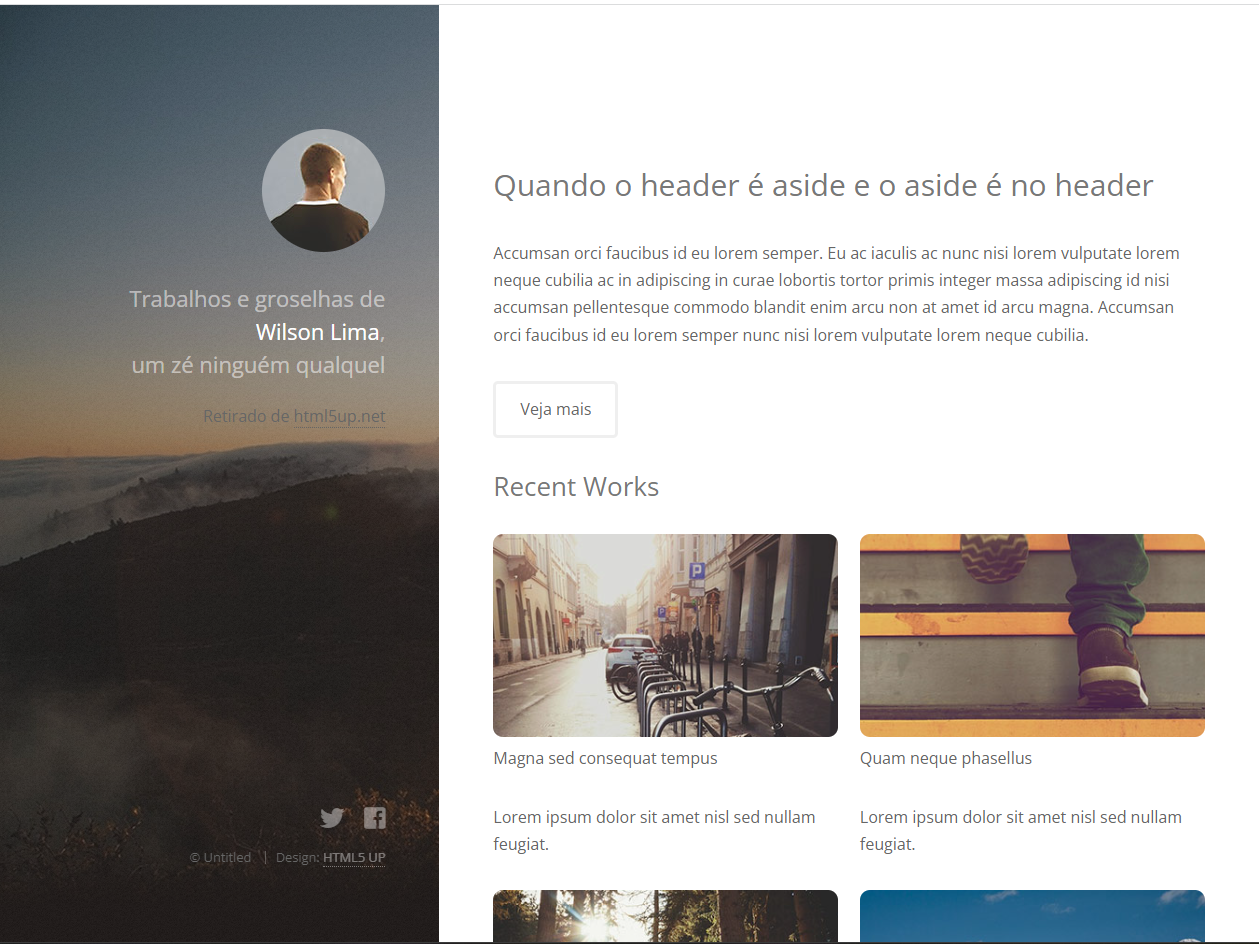 Trabalhos e groselhas de
Wilson Lima,
um zé ninguém qualquel
Retirado de html5up.net
© Untitled | Design: HTML5 UP
Quando o header é aside e o aside é no header
Accumsan orci faucibus id eu lorem semper. Eu ac iaculis ac nunc nisi lorem vulputate lorem
neque cubilia ac in adipiscing in curae lobortis tortor primis integer massa adipiscing id nisi
accumsan pellentesque commodo blandit enim arcu non at amet id arcu magna. Accumsan
orci faucibus id eu lorem semper nunc nisi lorem vulputate lorem neque cubilia.
Veja mais
Recent Works
P
P
Magna sed consequat tempus
Lorem ipsum dolor sit amet nisl sed nullam
feugiat.
Quam neque phasellus
Lorem ipsum dolor sit amet nisl sed nullam
feugiat.